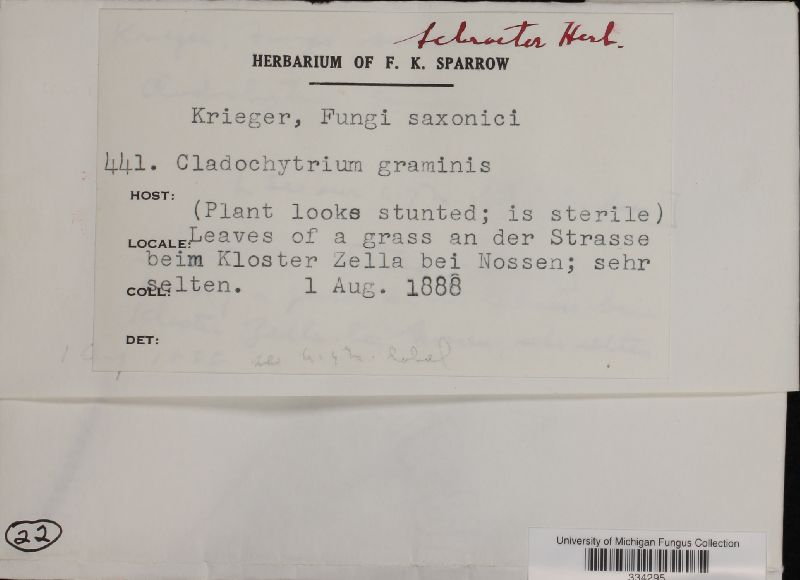 Schroeter Herb.
HERBARIUM OF F. K. SPARROW
Krieger, Fungi saxonici
441. Cladochytrium graminis
HOST:
(Plant looks stunted; is sterile)
LOCALE: Leaves of a grass an der Strasse
beim Kloster Zella bei Nossen; sehr
COLL: selten. 1 Aug. 1888
DET:
label
22
University of Michigan Fungus Collection
334295